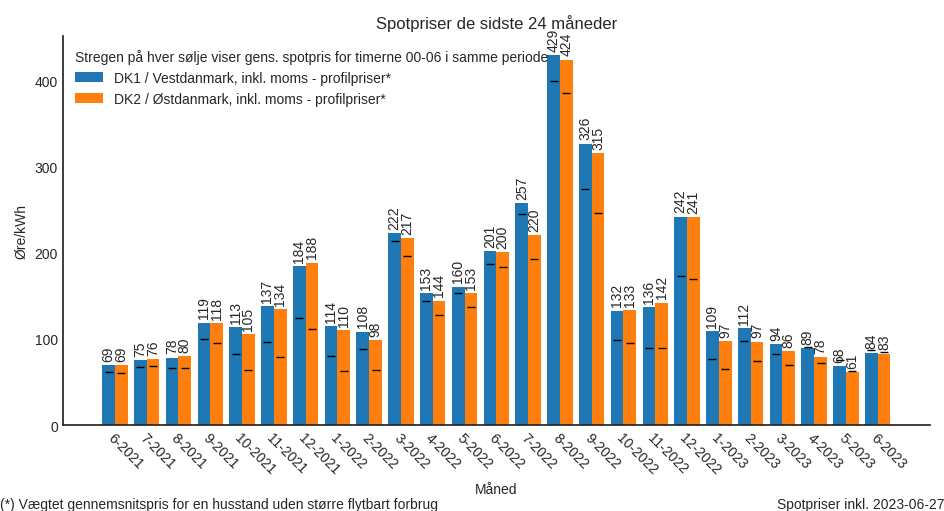 Spotpriser de sidste 24 måneder
Stregen på hver sølje viser gens. spotpris for timerne 00-06 i samme periode
DK1 / Vestdanmark, inkl. moms - profilpriser*
DK2 / Østdanmark, inkl. moms - profilpriser*
Øre/kWh
400
300
200
100
0
69 69 75 76 78 80 119 118 113 105 137 134 184 188 114 110 108 98 222 217 153 144 160 153 201 200 257 220 429 424 326 315 132 133 136 142 242 241 109 97 112 97 94 86 89 78 68 61 84 83
6-2021 7-2021 8-2021 9-2021 10-2021 11-2021 12-2021 1-2022 2-2022 3-2022 4-2022 5-2022 6-2022 7-2022 8-2022 9-2022 10-2022 11-2022 12-2022 1-2023 2-2023 3-2023 4-2023 5-2023 6-2023
Måned
(*) Vægtet gennemsnitspris for en husstand uden større flytbart forbrug
Spotpriser inkl. 2023-06-27